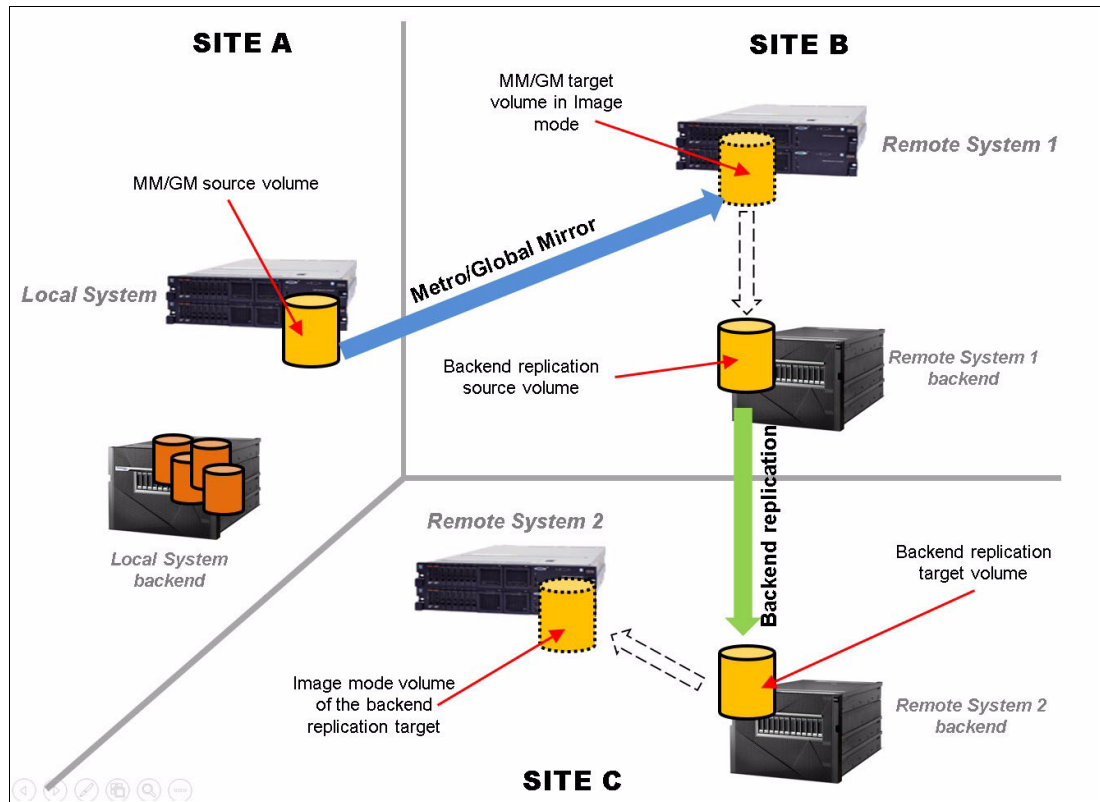 SITE A
SITE B
MM/GM target
volume in Image
mode
Remote System 1
MM/GM source volume
Metro/Global Mirror
Local System
Backend replication
source volume
Remote System 1
backend
Local System
backend
Backend replication
Remote System 2
Backend replication
target volume
Image mode volume
of the backend
replication target
Remote System 2
backend
SITE C